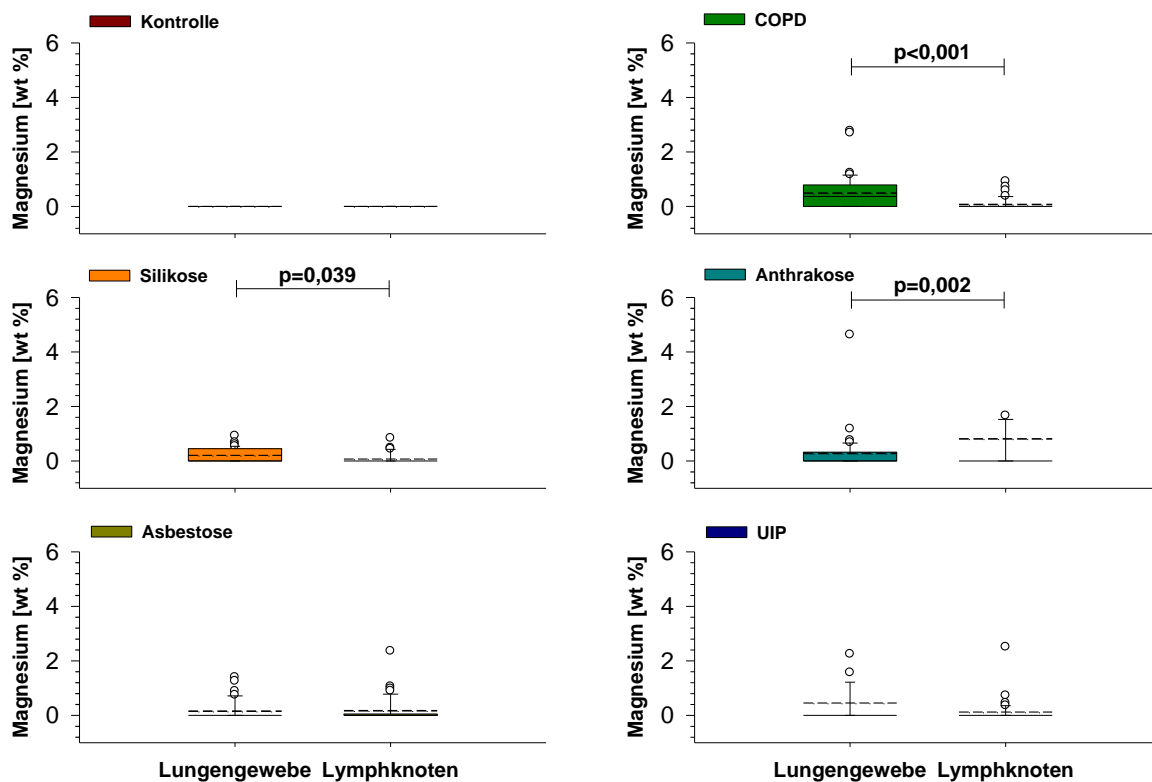 Kontrolle
Magnesium [wt %]
6
4
2
0
COPD
Magnesium [wt %]
6
4
2
0
p<0,001
Silikose
Magnesium [wt %]
6
4
2
0
p=0,039
Anthrakose
Magnesium [wt %]
6
4
2
0
p=0,002
Asbestose
Magnesium [wt %]
6
4
2
0
Lungengewebe Lymphknoten
UIP
Magnesium [wt %]
6
4
2
0
Lungengewebe Lymphknoten